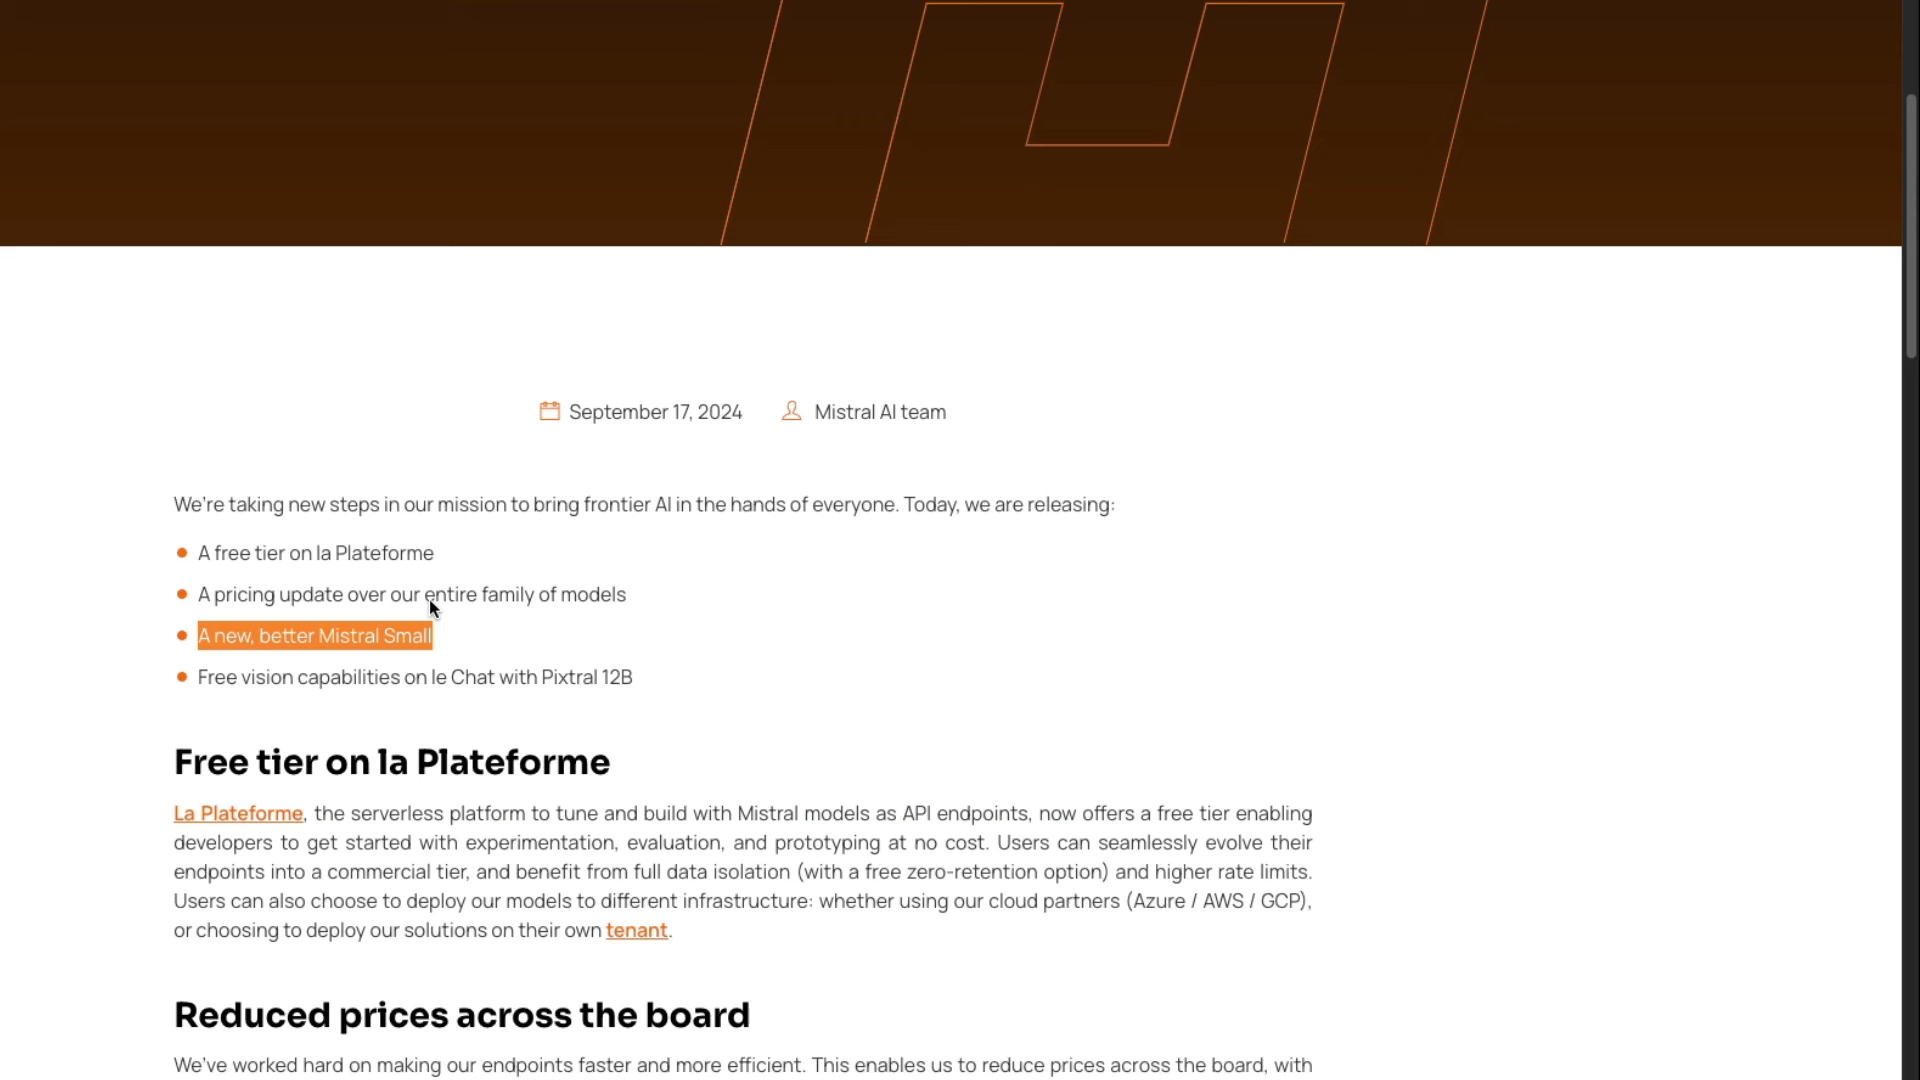 September 17, 2024 Mistral AI team
We're taking new steps in our mission to bring frontier AI in the hands of everyone. Today, we are releasing:
A free tier on la Plateforme
A pricing update over our entire family of models
A new, better Mistral Small
Free vision capabilities on le Chat with Pixtral 12B
Free tier on la Plateforme
La Plateforme, the serverless platform to tune and build with Mistral models as API endpoints, now offers a free tier enabling
developers to get started with experimentation, evaluation, and prototyping at no cost. Users can seamlessly evolve their
endpoints into a commercial tier, and benefit from full data isolation (with a free zero-retention option) and higher rate limits.
Users can also choose to deploy our models to different infrastructure: whether using our cloud partners (Azure / AWS / GCP),
or choosing to deploy our solutions on their own tenant.
Reduced prices across the board
We've worked hard on making our endpoints faster and more efficient. This enables us to reduce prices across the board, with